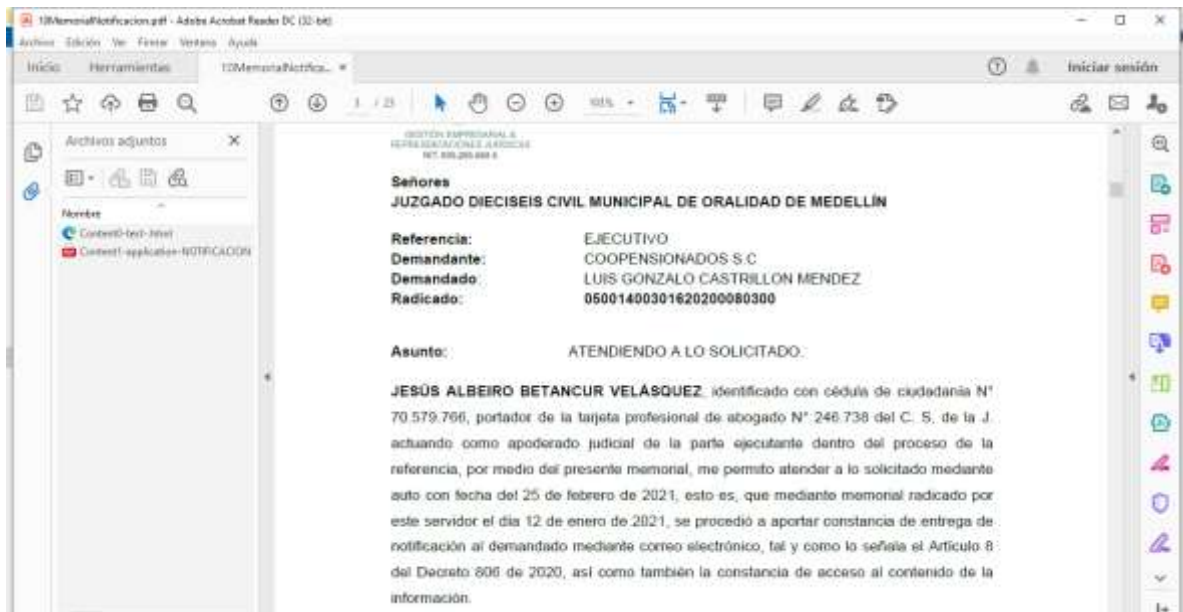 10MemorialNotificacion.pdf - Adobe Acrobat Reader DC (32-bit)
Archivo Edición Ver Firmar Ventana Ayuda
Inicio Herramientas 10MemorialNotifica... Iniciar sesión
1 / 23
Archivos adjuntos
Nombre
Content0-text-.html
Content1-application-NOTIFICACION
GESTIÓN EMPRESARIAL &
REPRESENTACIONES JURÍDICAS
Señores
JUZGADO DIECISEIS CIVIL MUNICIPAL DE ORALIDAD DE MEDELLÍN
Referencia: EJECUTIVO
Demandante: COOPENSIONADOS S.C
Demandado: LUIS GONZALO CASTRILLON MENDEZ
Radicado: 05001400301620200080300
Asunto: ATENDIENDO A LO SOLICITADO.
JESÚS ALBEIRO BETANCUR VELÁSQUEZ, identificado con cédula de ciudadanía N°
70.579.766, portador de la tarjeta profesional de abogado N° 246.738 del C. S. de la J.
actuando como apoderado judicial de la parte ejecutante dentro del proceso de la
referencia, por medio del presente memorial, me permito atender a lo solicitado mediante
auto con fecha del 25 de febrero de 2021, esto es, que mediante memorial radicado por
este servidor el día 12 de enero de 2021, se procedió a aportar constancia de entrega de
notificación al demandado mediante correo electrónico, tal y como lo señala el Artículo 8
del Decreto 806 de 2020, así como también la constancia de acceso al contenido de la
información.